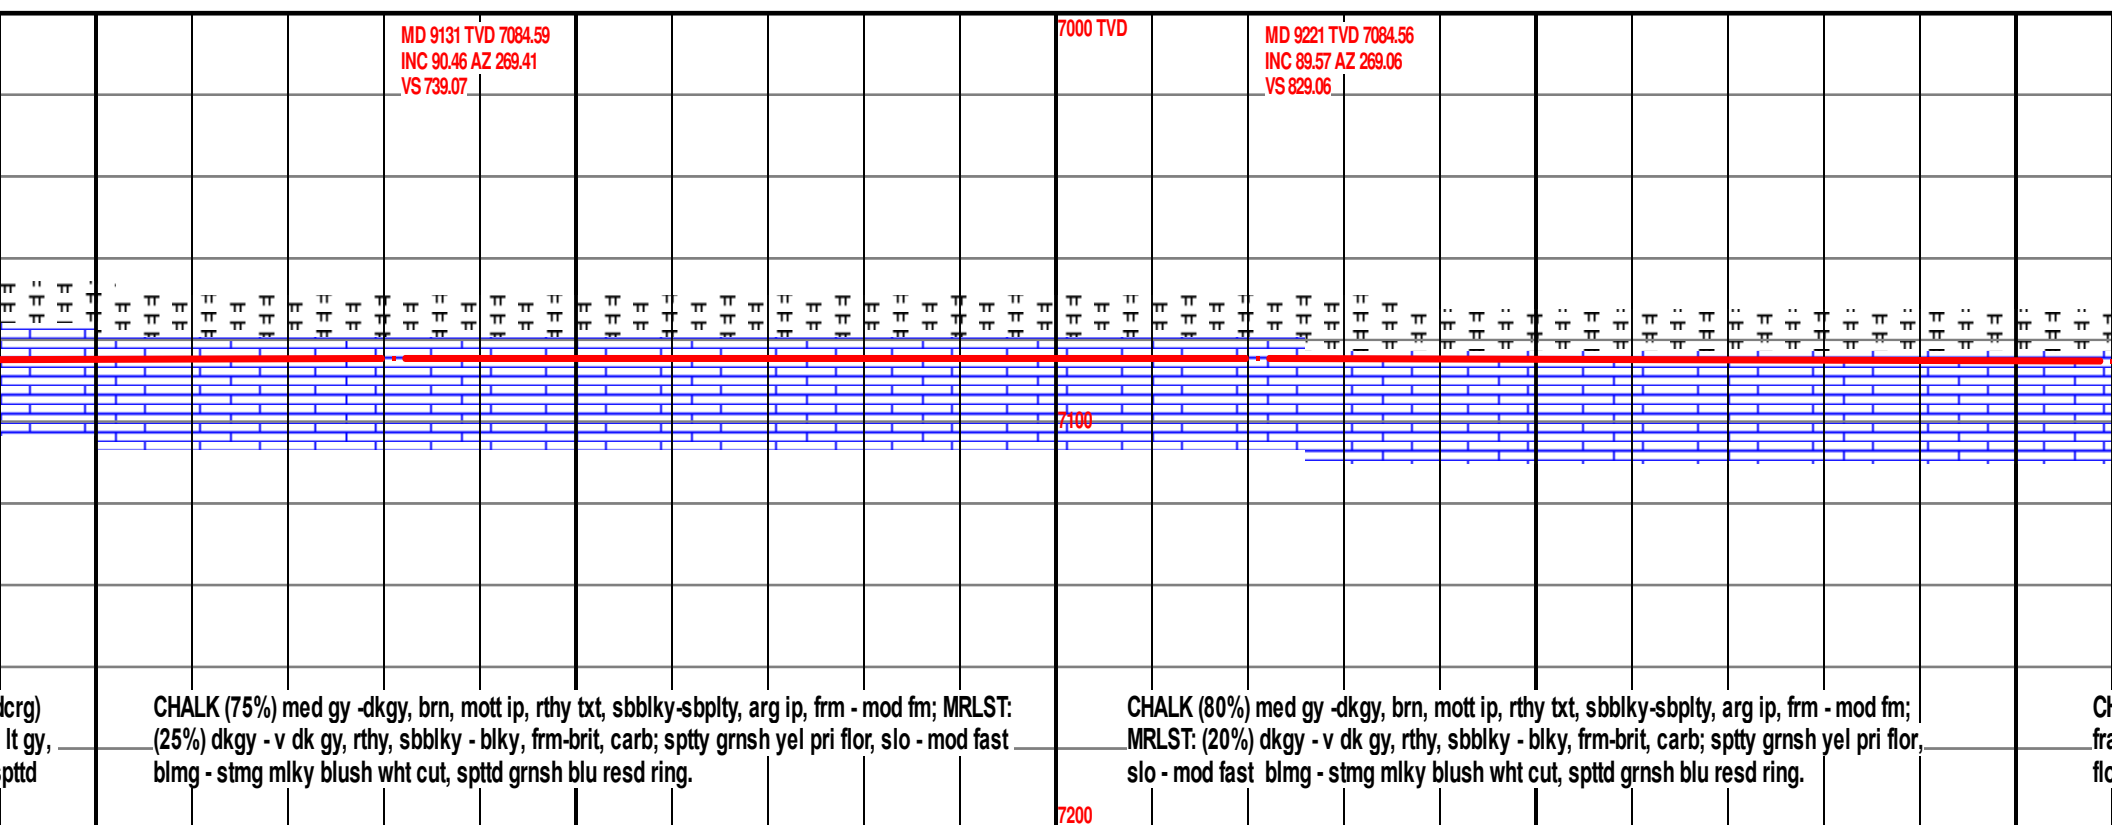 MD 9131 TVD 7084.59
INC 90.46 AZ 269.41
VS 739.07
7000 TVD
MD 9221 TVD 7084.56
INC 89.57 AZ 269.06
VS 829.06
7100
lt gy,
CHALK (75%) med gy -dkgy, brn, mott ip, rthy txt, sbblky-sbplty, arg ip, frm - mod fm; MRLST:
(25%) dkgy - v dk gy, rthy, sbblky - blky, frm-brit, carb; sptty grnsh yel pri flor, slo - mod fast
blmg - stmg mlky blush wht cut, spttd grnsh blu resd ring.
CHALK (80%) med gy -dkgy, brn, mott ip, rthy txt, sbblky-sbplty, arg ip, frm - mod fm;
MRLST: (20%) dkgy - v dk gy, rthy, sbblky - blky, frm-brit, carb; sptty grnsh yel pri flor,
slo - mod fast  blmg - stmg mlky blush wht cut, spttd grnsh blu resd ring.
7200